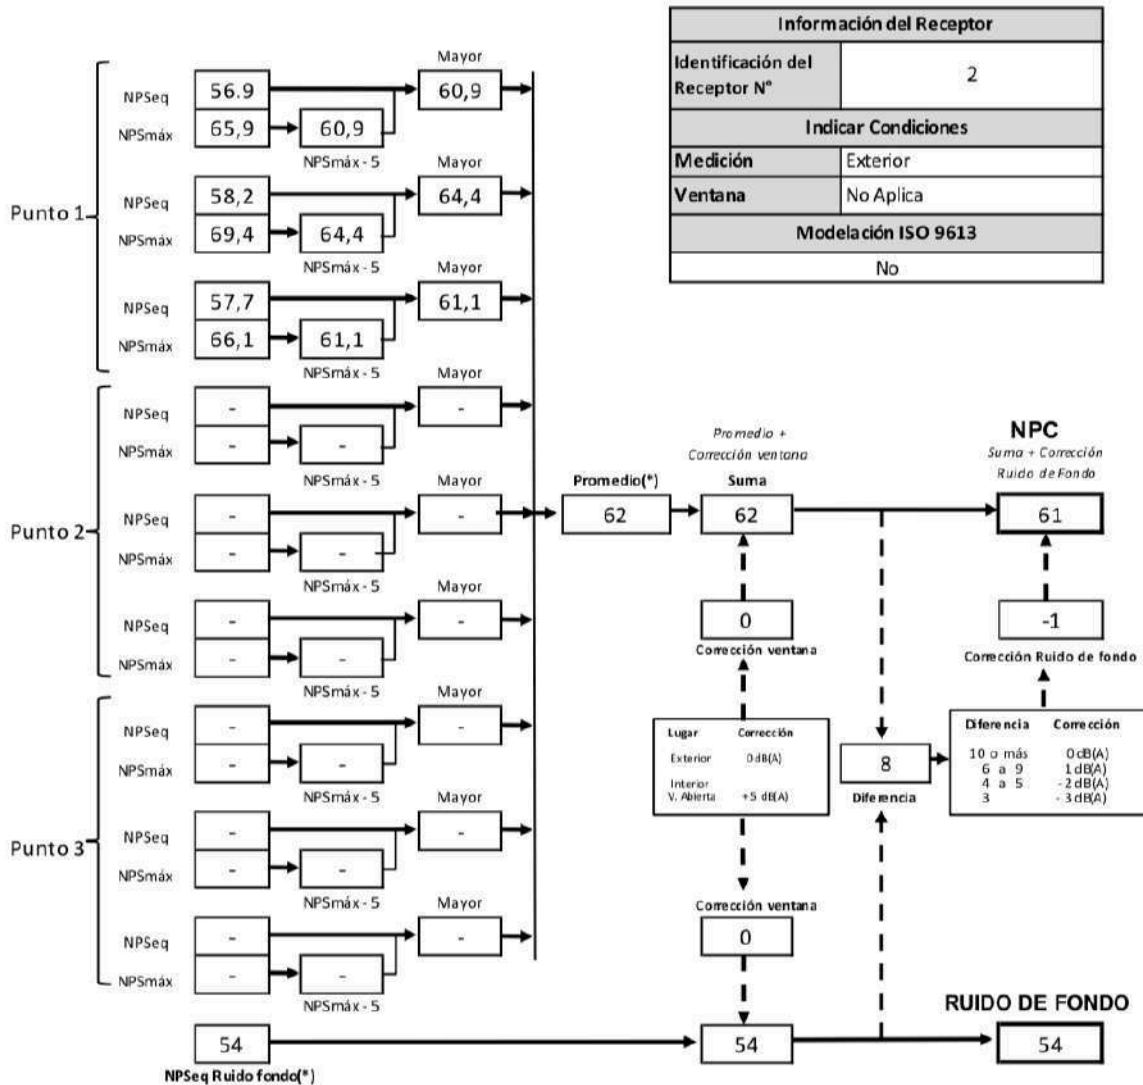 Información del Receptor
Identificación del Receptor N° 2
Indicar Condiciones
Medición Exterior
Ventana No Aplica
Modelación ISO 9613
No
Punto 1
Mayor
NPSeq 56.9 60,9
NPSmáx 65,9 60,9
NPSmáx - 5
Mayor
NPSeq 58,2 64,4
NPSmáx 69,4 64,4
NPSmáx - 5
Mayor
NPSeq 57,7 61,1
NPSmáx 66,1 61,1
NPSmáx - 5
Punto 2
Mayor
NPSeq - -
NPSmáx - -
NPSmáx - 5
Mayor
NPSeq - -
NPSmáx - -
NPSmáx - 5
Mayor
NPSeq - -
NPSmáx - -
NPSmáx - 5
Punto 3
Mayor
NPSeq - -
NPSmáx - -
NPSmáx - 5
Mayor
NPSeq - -
NPSmáx - -
NPSmáx - 5
Mayor
NPSeq - -
NPSmáx - -
NPSmáx - 5
Promedio(*)
62
Promedio +
Corrección ventana
Suma
62
NPC
Suma + Corrección
Ruido de Fondo
61
0
Corrección ventana
-1
Corrección Ruido de fondo
Lugar Corrección
Exterior 0 dB(A)
Interior
V. Abierta +5 dB(A)
8
Diferencia
Diferencia Corrección
10 o más 0 dB(A)
6 a 9 1 dB(A)
4 a 5 -2 dB(A)
3 -3 dB(A)
Corrección ventana
0
RUIDO DE FONDO
54 54 54
NPSeq Ruido fondo(*)